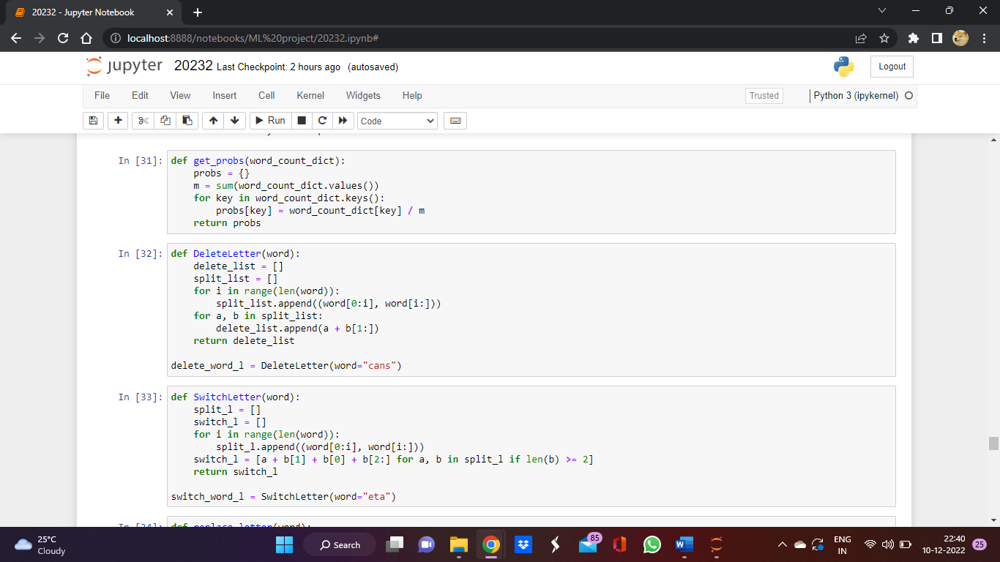 20232 - Jupyter Notebook
localhost:8888/notebooks/ML%20project/20232.ipynb#
jupyter 20232 Last Checkpoint: 2 hours ago (autosaved)
Logout
File Edit View Insert Cell Kernel Widgets Help
Trusted
Python 3 (ipykernel)
Run
Code
In [31]: def get_probs(word_count_dict):
    probs = {}
    m = sum(word_count_dict.values())
    for key in word_count_dict.keys():
        probs[key] = word_count_dict[key] / m
    return probs
In [32]: def DeleteLetter(word):
    delete_list = []
    split_list = []
    for i in range(len(word)):
        split_list.append((word[0:i], word[i:]))
    for a, b in split_list:
        delete_list.append(a + b[1:])
    return delete_list
delete_word_l = DeleteLetter(word="cans")
In [33]: def SwitchLetter(word):
    split_l = []
    switch_l = []
    for i in range(len(word)):
        split_l.append((word[0:i], word[i:]))
    switch_l = [a + b[1] + b[0] + b[2:] for a, b in split_l if len(b) >= 2]
    return switch_l
switch_word_l = SwitchLetter(word="eta")
In [34]: def replace_letter(word):
25°C
Cloudy
Search
85
ENG
IN
22:40
10-12-2022
25